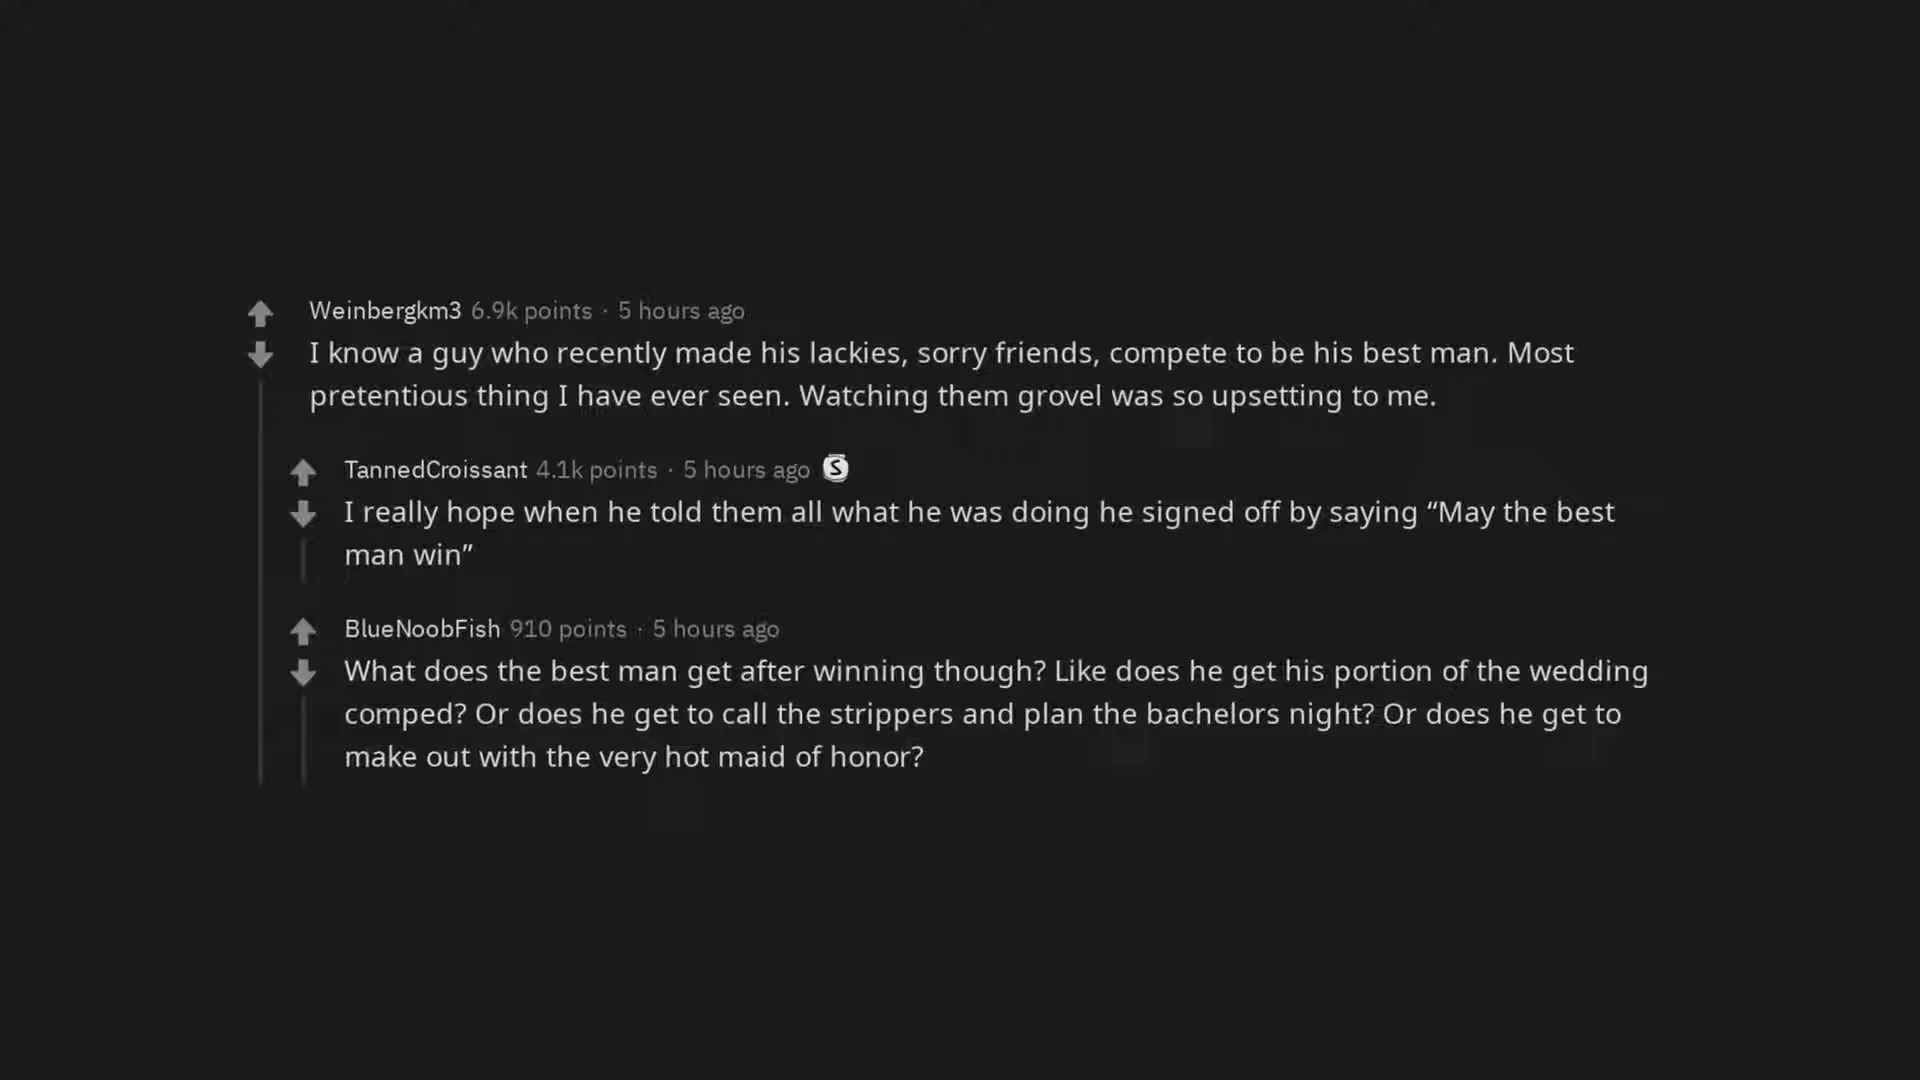 Weinbergkm3 6.9k points · 5 hours ago
I know a guy who recently made his lackies, sorry friends, compete to be his best man. Most
pretentious thing I have ever seen. Watching them grovel was so upsetting to me.
TannedCroissant 4.1k points · 5 hours ago S
I really hope when he told them all what he was doing he signed off by saying “May the best
man win”
BlueNoobFish 910 points · 5 hours ago
What does the best man get after winning though? Like does he get his portion of the wedding
comped? Or does he get to call the strippers and plan the bachelors night? Or does he get to
make out with the very hot maid of honor?